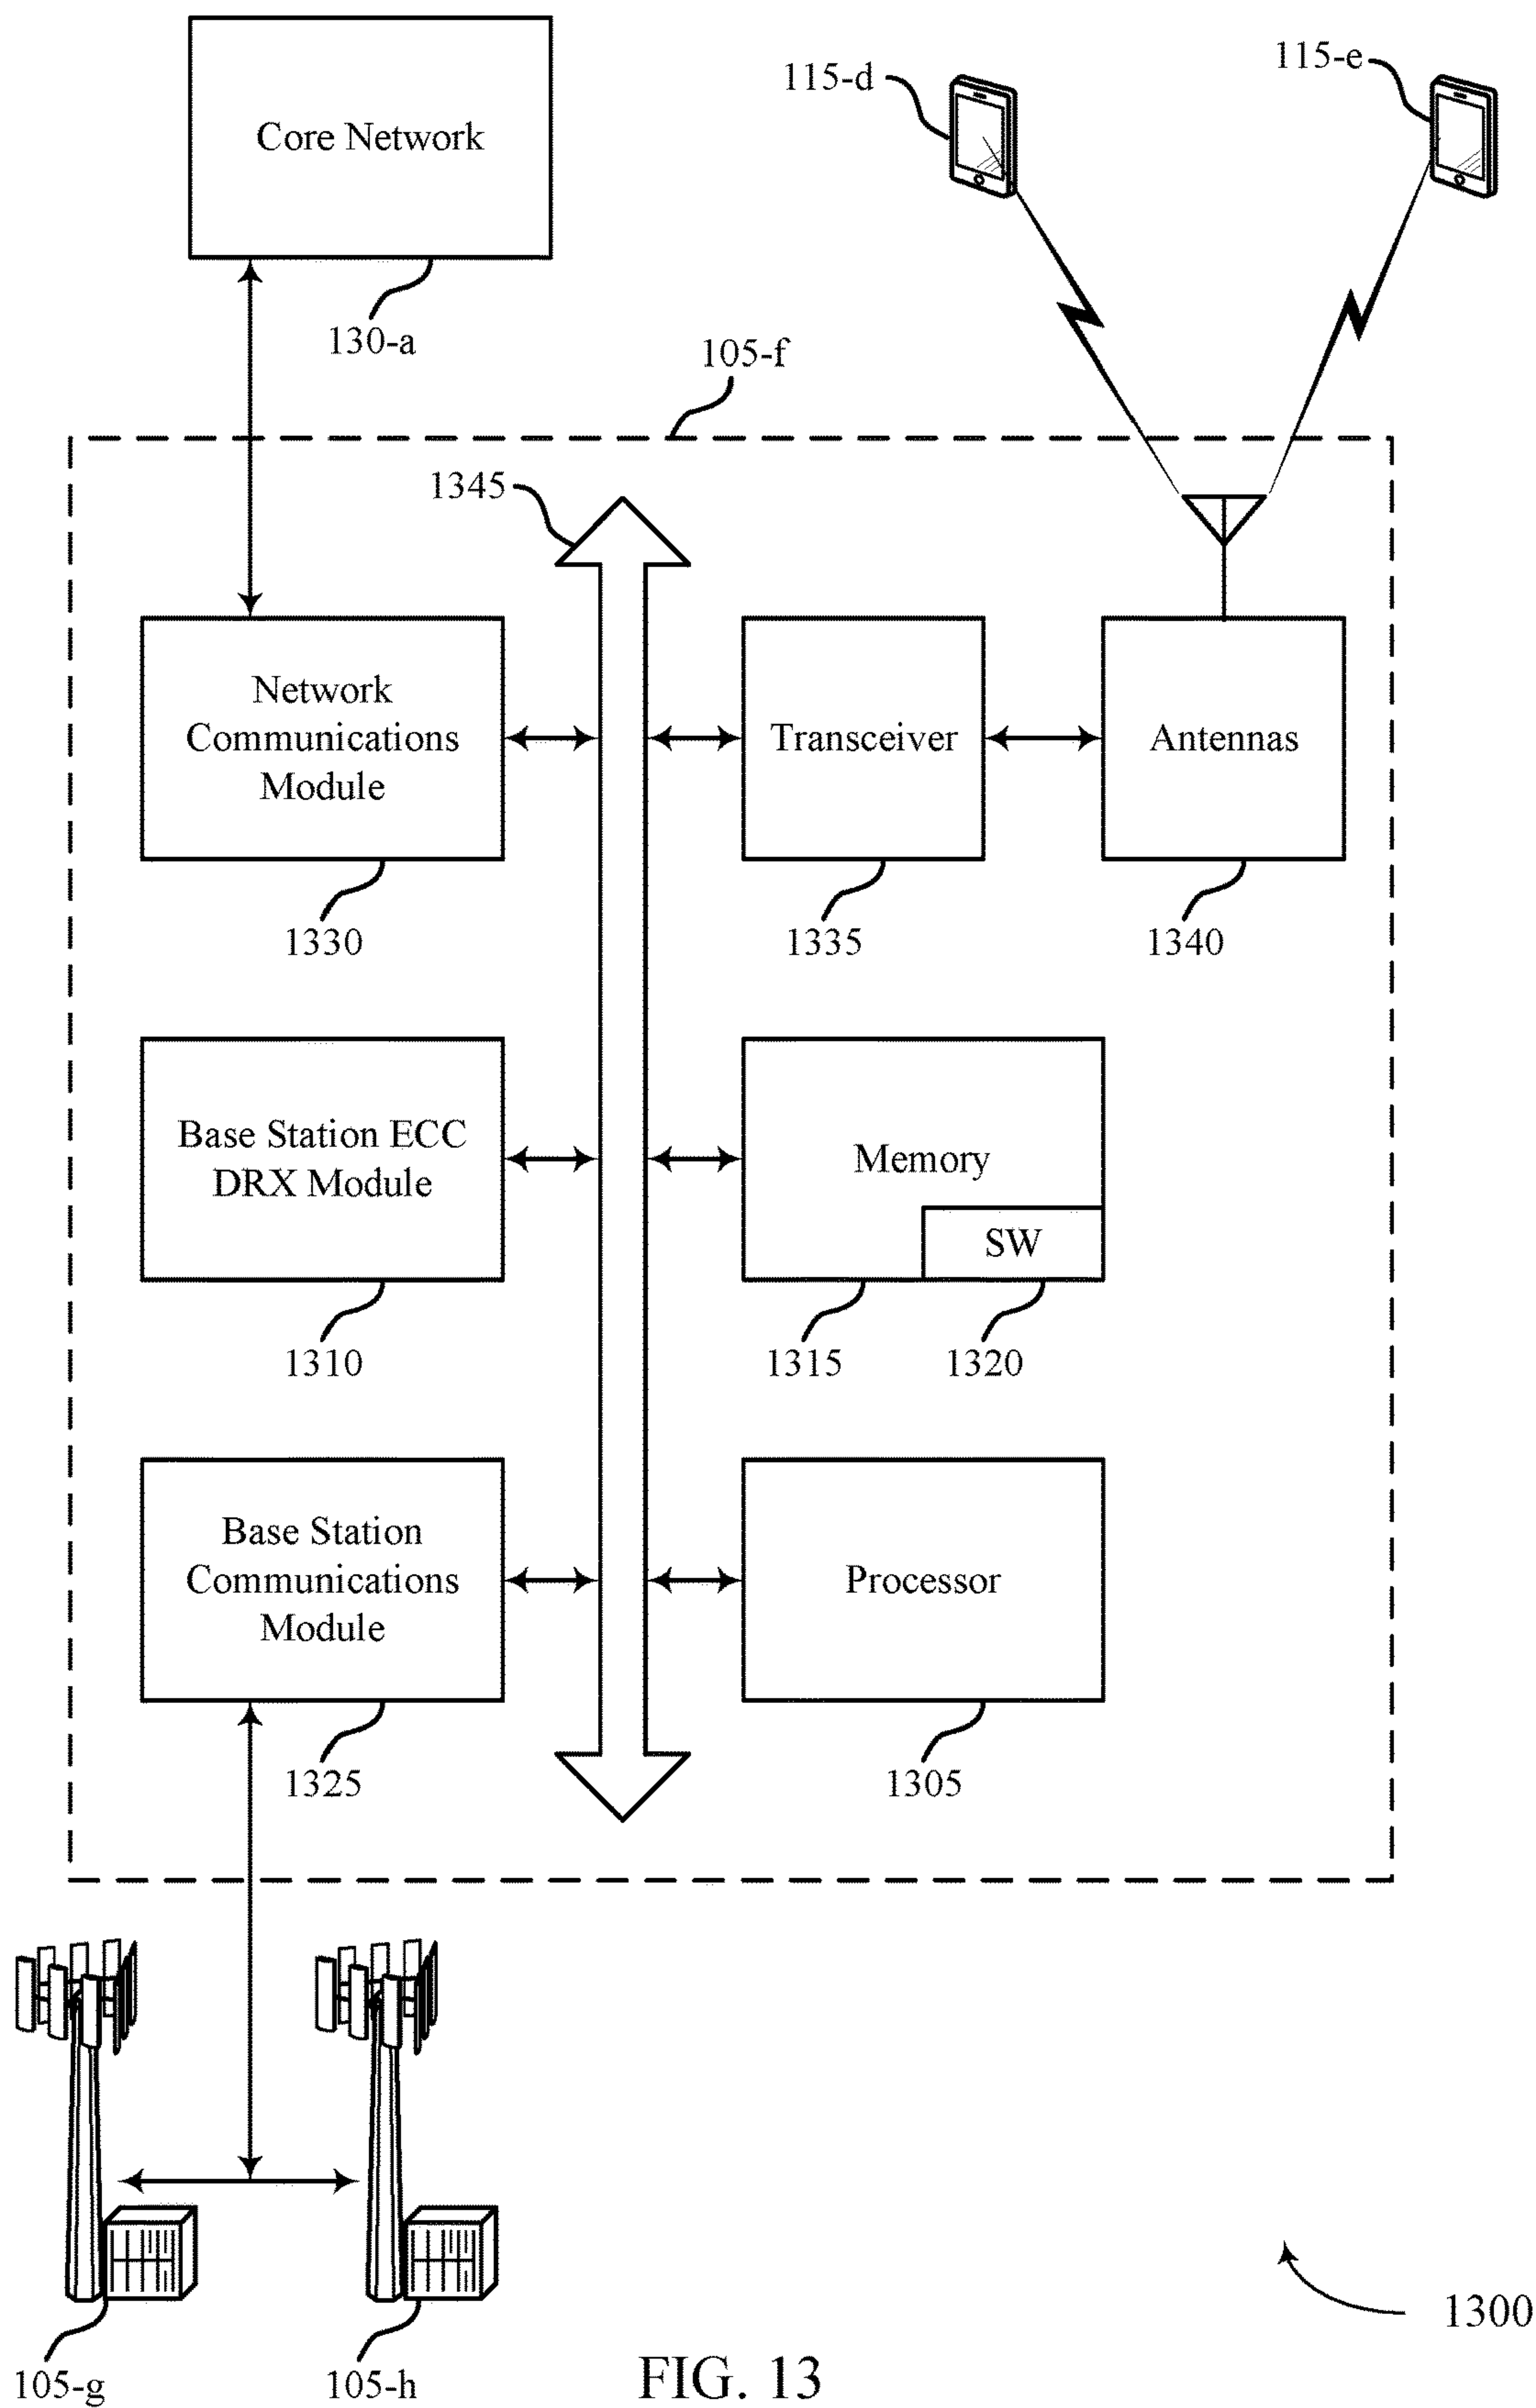 Core Network
130-a
115-d
115-e
105-f
1345
Network
Communications
Module
1330
Transceiver
1335
Antennas
1340
Base Station ECC
DRX Module
1310
Memory
SW
1315
1320
Base Station
Communications
Module
1325
Processor
1305
105-g
105-h
1300
FIG. 13